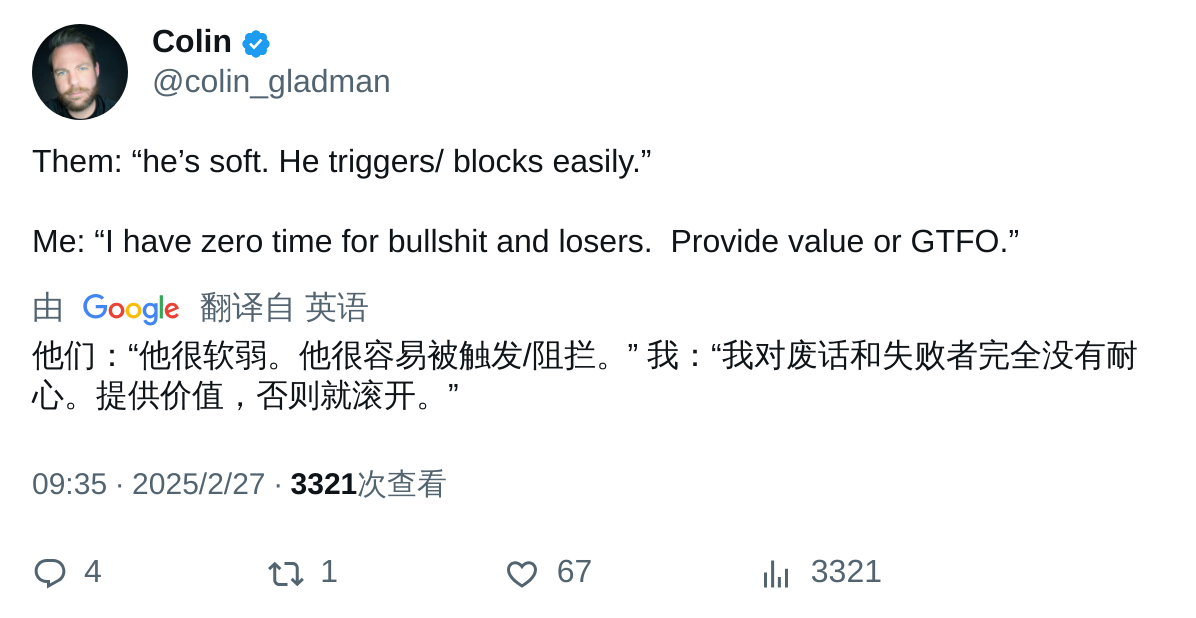 Colin
@colin_gladman
Them: “he’s soft. He triggers/ blocks easily.”
Me: “I have zero time for bullshit and losers.  Provide value or GTFO.”
由 Google 翻译自 英语
他们：“他很软弱。他很容易被触发/阻拦。” 我：“我对废话和失败者完全没有耐
心。提供价值，否则就滚开。”
09:35 · 2025/2/27 · 3321次查看
4 1 67 3321